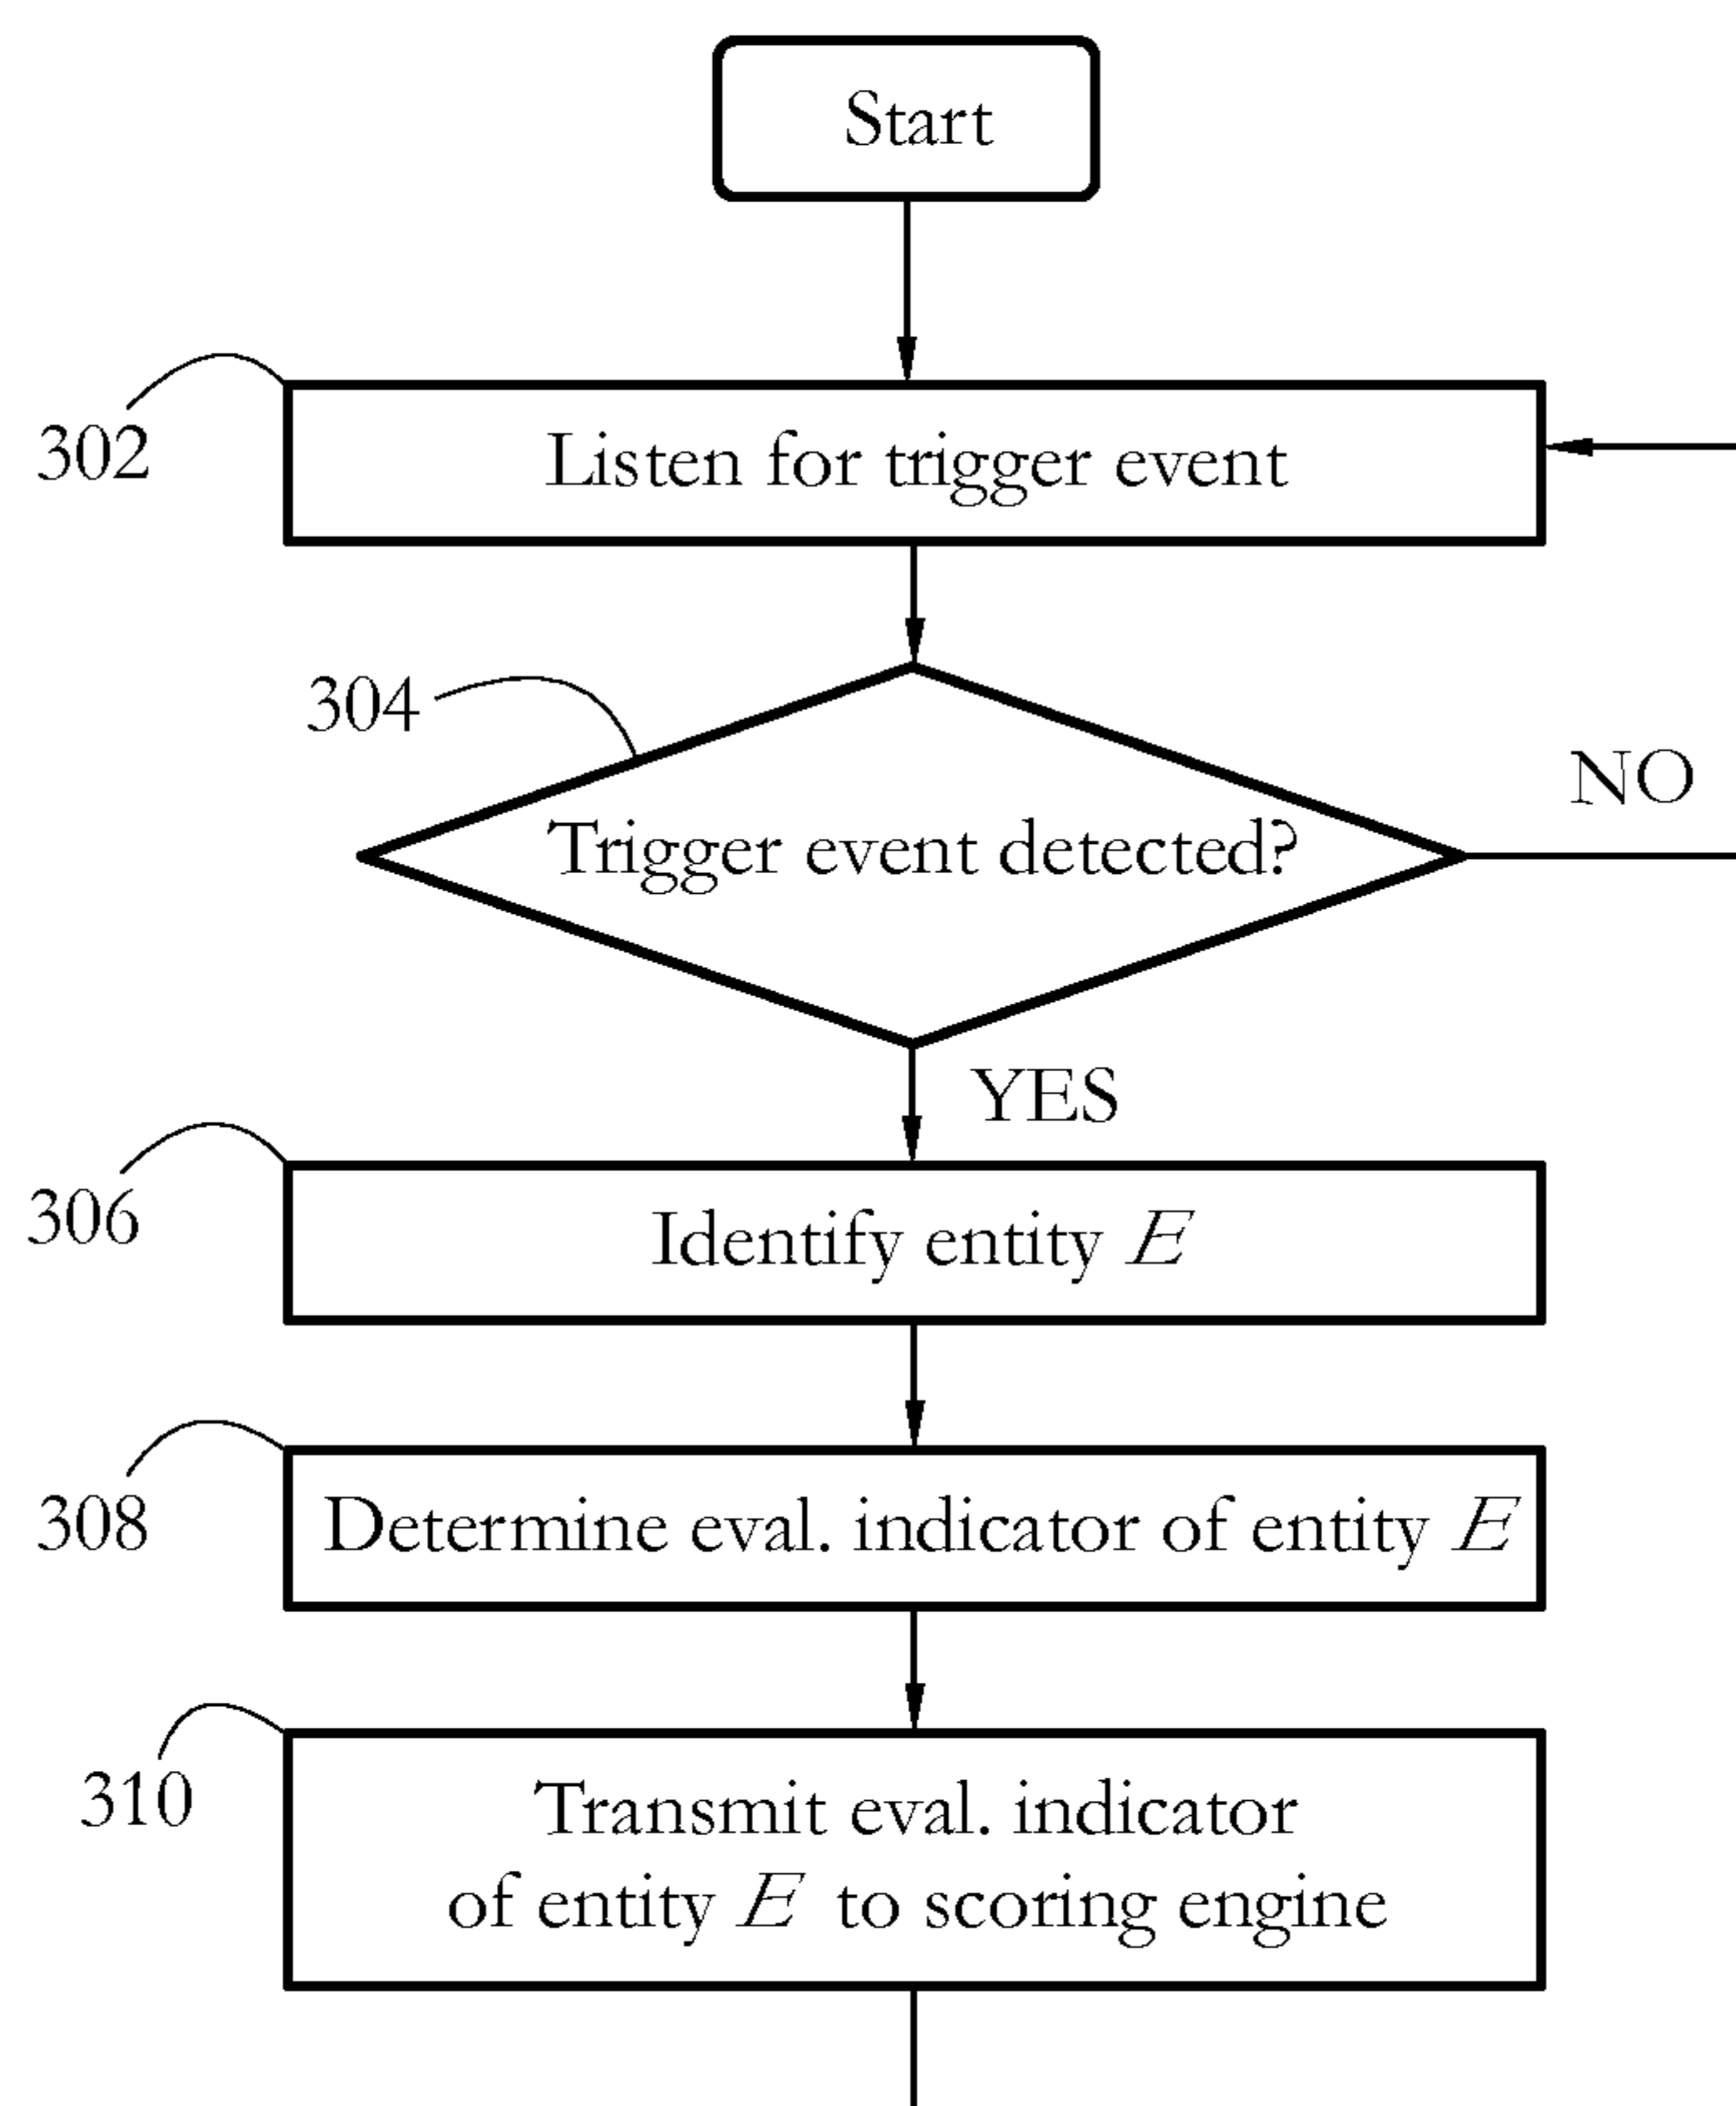 Start
302
Listen for trigger event
304
NO
Trigger event detected?
YES
306
Identify entity E
308
Determine eval. indicator of entity E
310
Transmit eval. indicator
of entity E to scoring engine